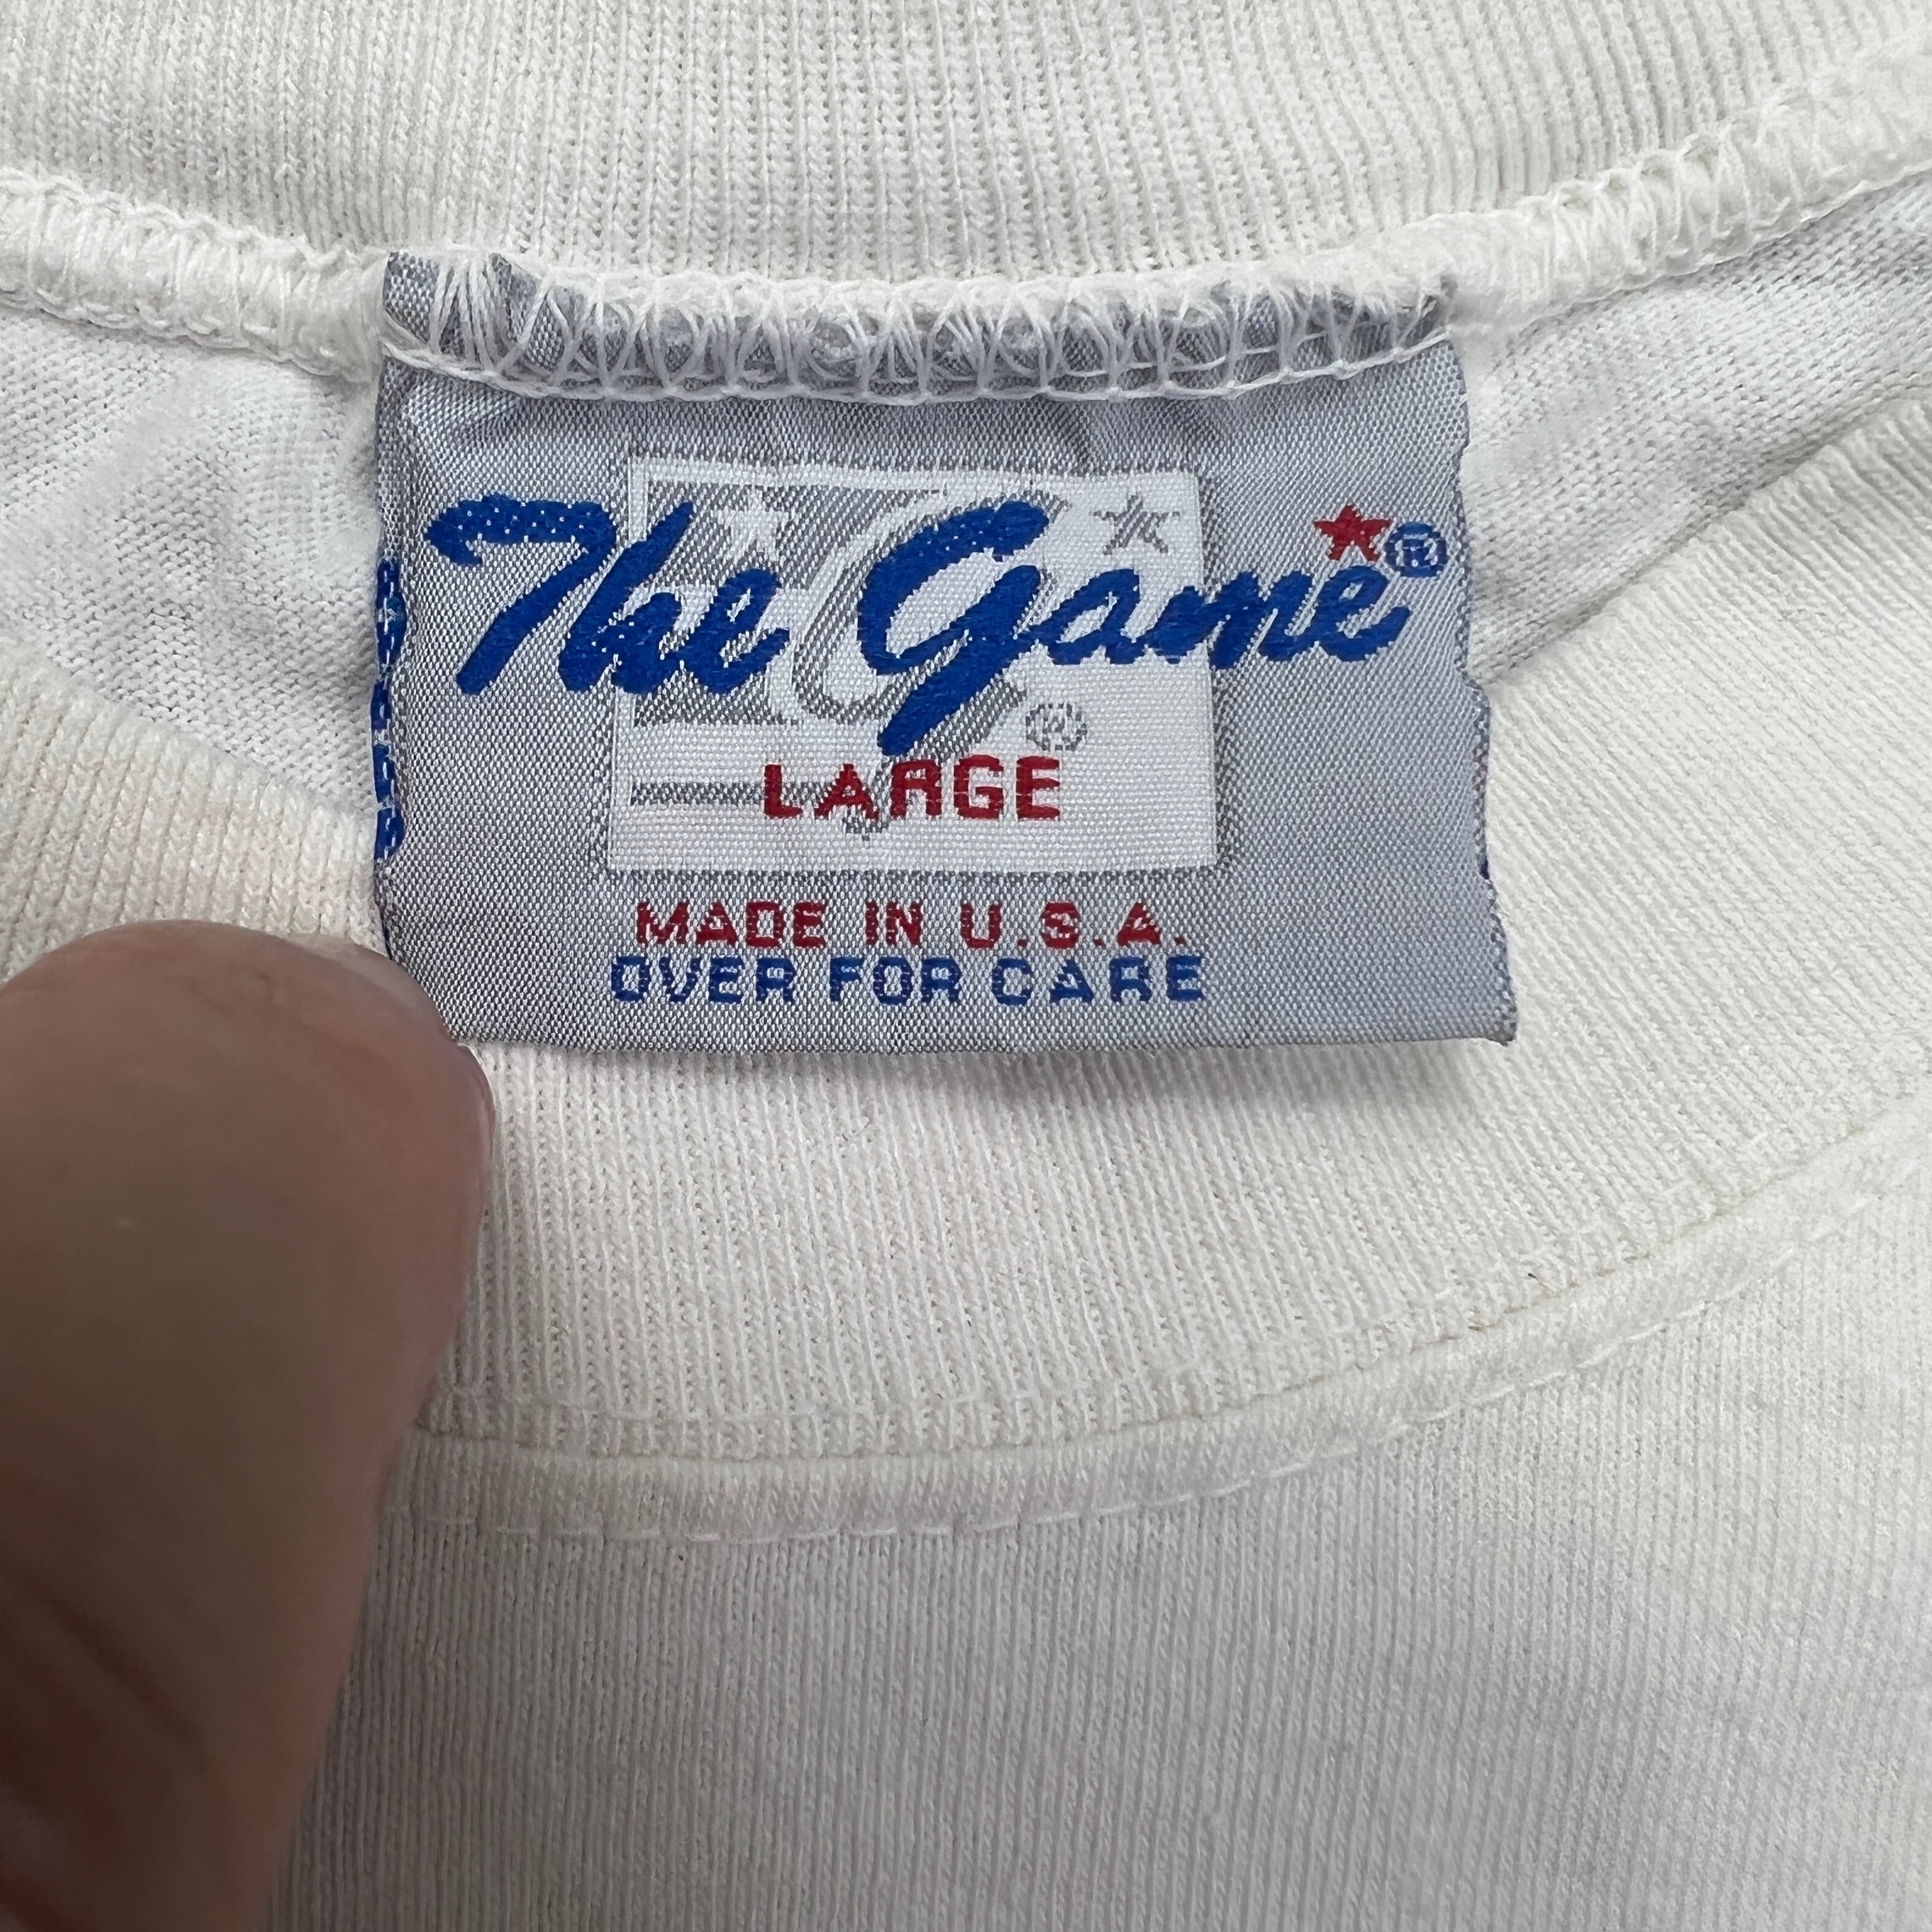 The Game®
®
LARGE
MADE IN U.S.A.
OVER FOR CARE